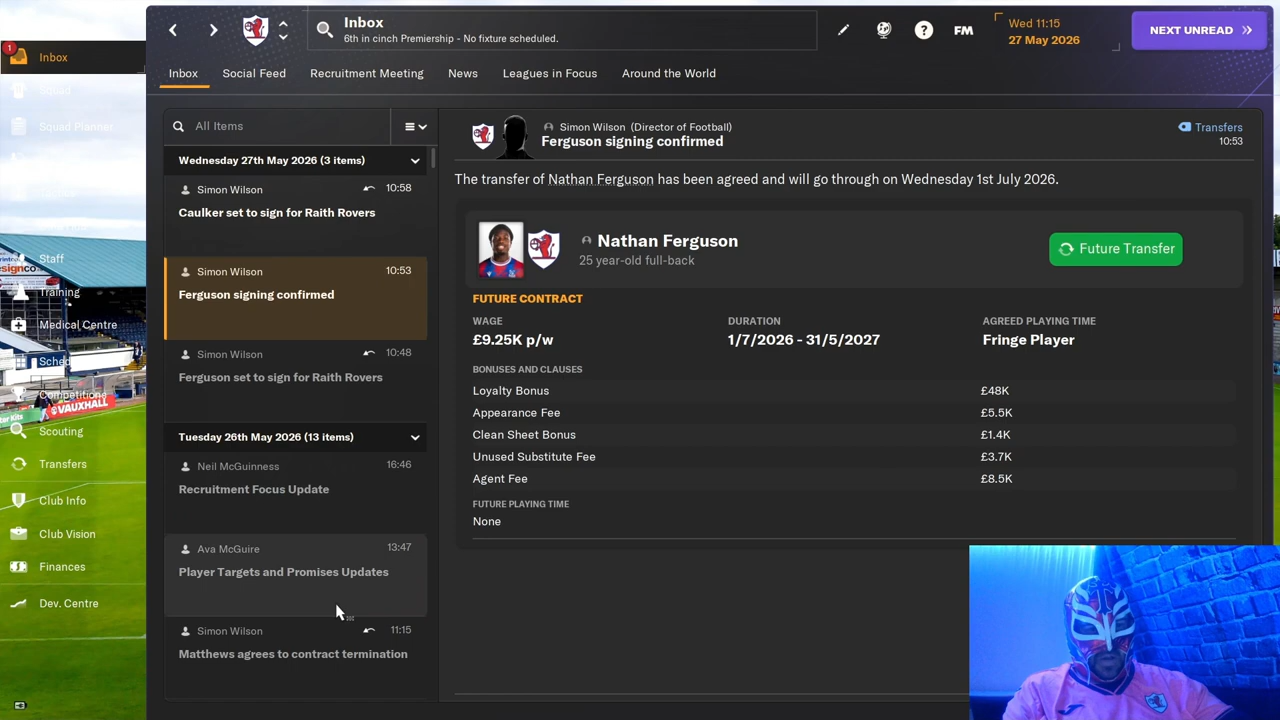 Inbox
6th in cinch Premiership - No fixture scheduled.
FM
Wed 11:15
27 May 2026
NEXT UNREAD
1
Inbox
Squad
Squad Planner
Staff
Training
Medical Centre
Sched
Competitions
VAUXHALL
Scouting
Transfers
Club Info
Club Vision
Finances
Dev. Centre
Inbox
Social Feed
Recruitment Meeting
News
Leagues in Focus
Around the World
All Items
Wednesday 27th May 2026 (3 items)
Simon Wilson 10:58
Caulker set to sign for Raith Rovers
Simon Wilson 10:53
Ferguson signing confirmed
Simon Wilson 10:48
Ferguson set to sign for Raith Rovers
Tuesday 26th May 2026 (13 items)
Neil McGuinness 16:46
Recruitment Focus Update
Ava McGuire 13:47
Player Targets and Promises Updates
Simon Wilson 11:15
Matthews agrees to contract termination
Simon Wilson (Director of Football)
Ferguson signing confirmed
Transfers
10:53
The transfer of Nathan Ferguson has been agreed and will go through on Wednesday 1st July 2026.
Nathan Ferguson
25 year-old full-back
Future Transfer
FUTURE CONTRACT
WAGE DURATION AGREED PLAYING TIME
£9.25K p/w 1/7/2026 - 31/5/2027 Fringe Player
BONUSES AND CLAUSES
Loyalty Bonus £48K
Appearance Fee £5.5K
Clean Sheet Bonus £1.4K
Unused Substitute Fee £3.7K
Agent Fee £8.5K
FUTURE PLAYING TIME
None